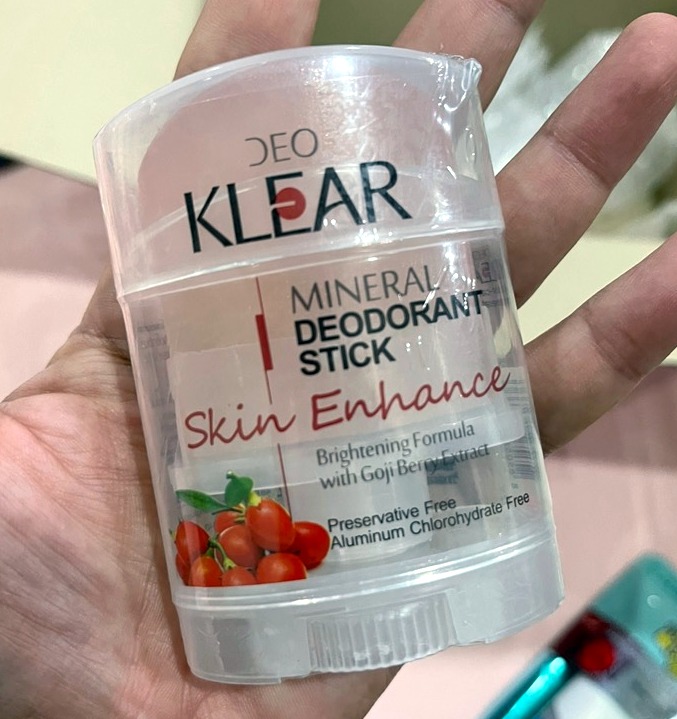 DEO
KLEAR
MINERAL
DEODORANT
STICK
Skin Enhance
Brightening Formula
with Goji Berry Extract
Preservative Free
Aluminum Chlorohydrate Free